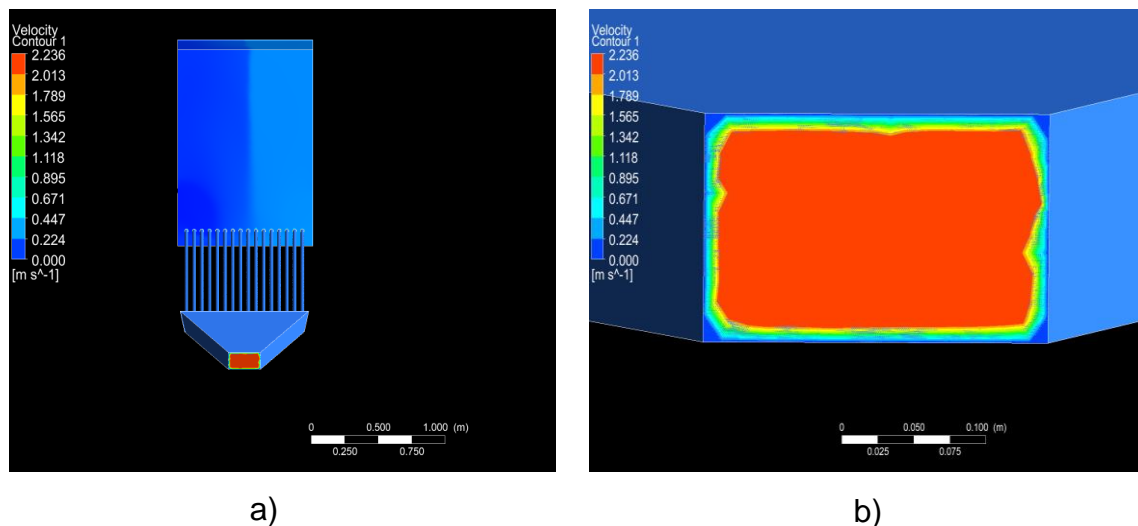 Velocity
Contour 1
2.236
2.013
1.789
1.565
1.342
1.118
0.895
0.671
0.447
0.224
0.000
[m s^-1]
0 0.500 1.000 (m)
0.250 0.750
a)
Velocity
Contour 1
2.236
2.013
1.789
1.565
1.342
1.118
0.895
0.671
0.447
0.224
0.000
[m s^-1]
0 0.050 0.100 (m)
0.025 0.075
b)